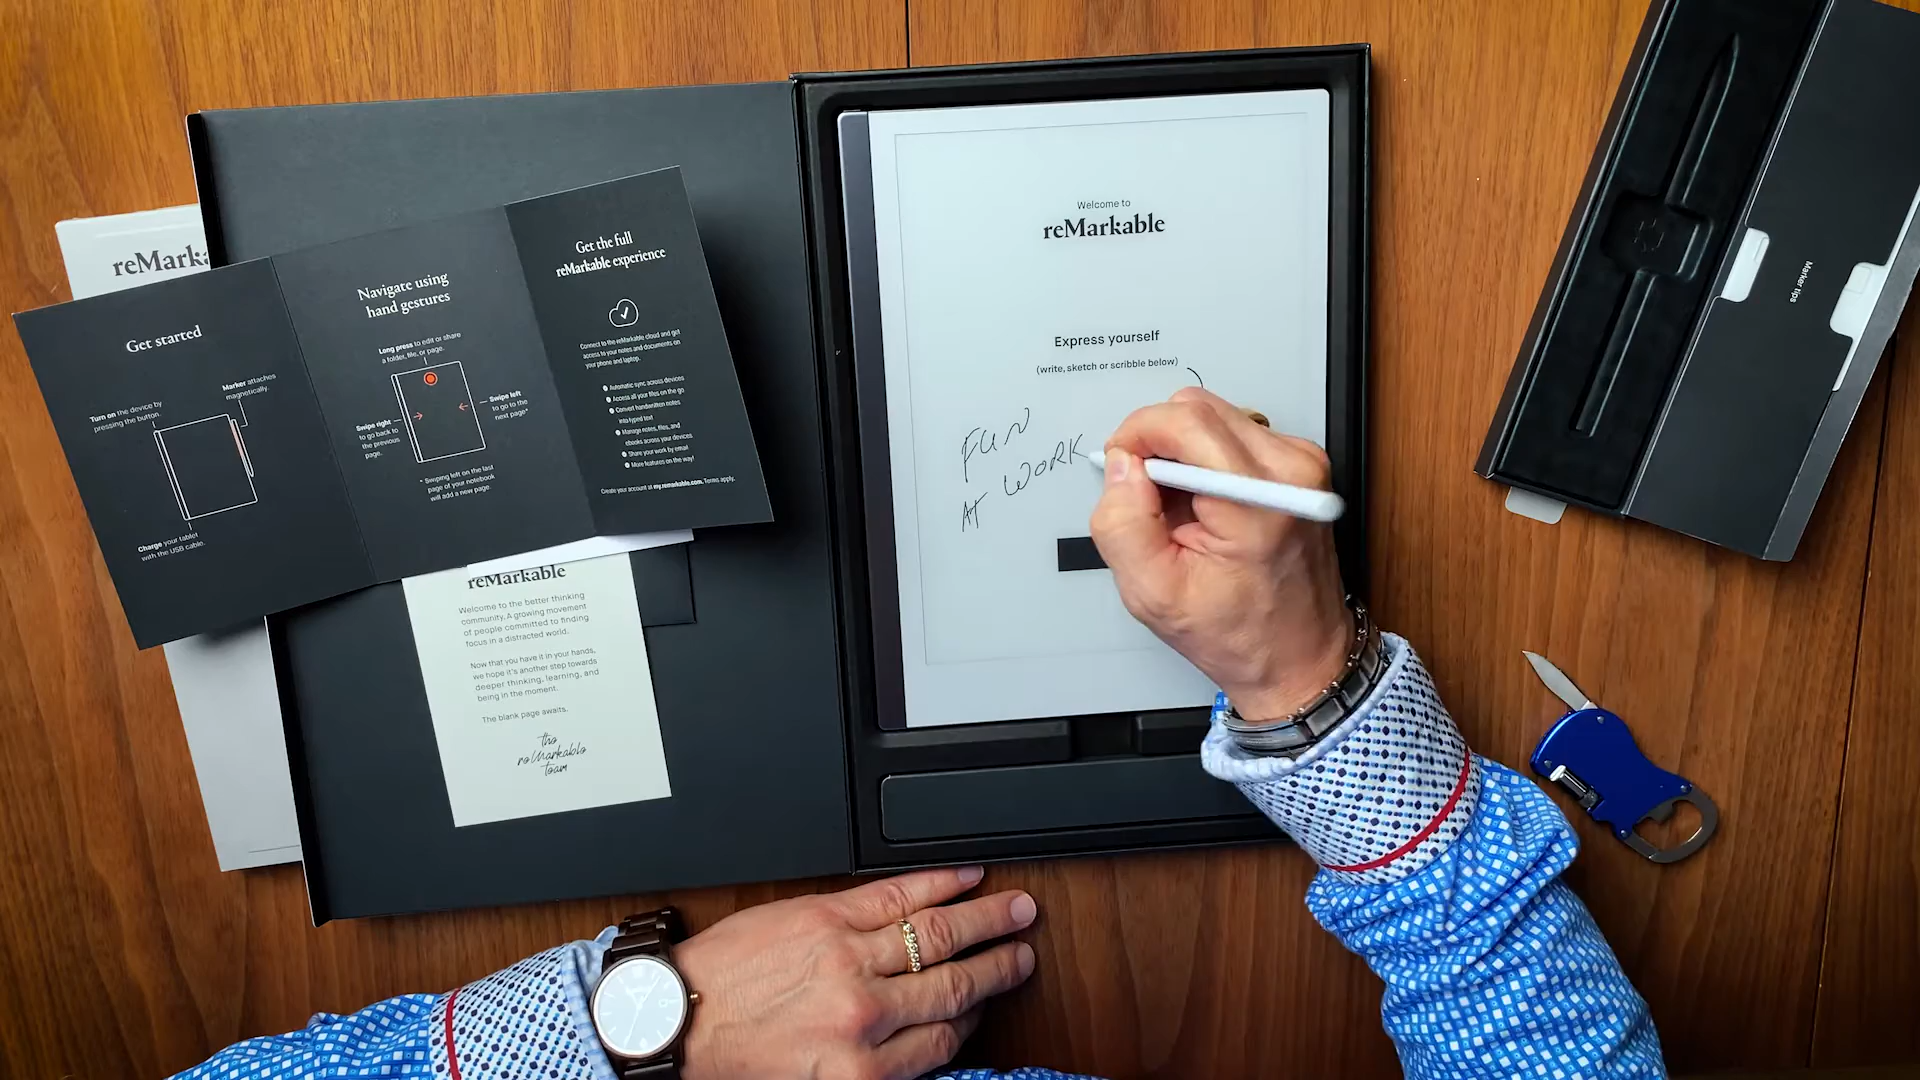 reMarka
Get started
Turn on the device by
pressing the button.
Marker attaches
magnetically.
Charge your tablet
with the USB cable.
Navigate using
hand gestures
Long press to edit or share
a folder, file, or page.
Swipe right
to go back to
the previous
page.
Swipe left
to go to the
next page*
* Swiping left on the last
page of your notebook
will add a new page.
Get the full
reMarkable experience
Connect to the reMarkable cloud and get
access to your notes and documents on
your phone and laptop.
Automatic sync across devices
Access all your files on the go
Convert handwritten notes
into typed text
Manage notes, files, and
ebooks across your devices
Share your work by email
More features on the way!
Create your account at my.remarkable.com. Terms apply.
reMarkable
Welcome to the better thinking
community. A growing movement
of people committed to finding
focus in a distracted world.
Now that you have it in your hands,
we hope it's another step towards
deeper thinking, learning, and
being in the moment.
The blank page awaits.
the
reMarkable
team
Welcome to
reMarkable
Express yourself
(write, sketch or scribble below)
FUN
AT WORK
Marker tips